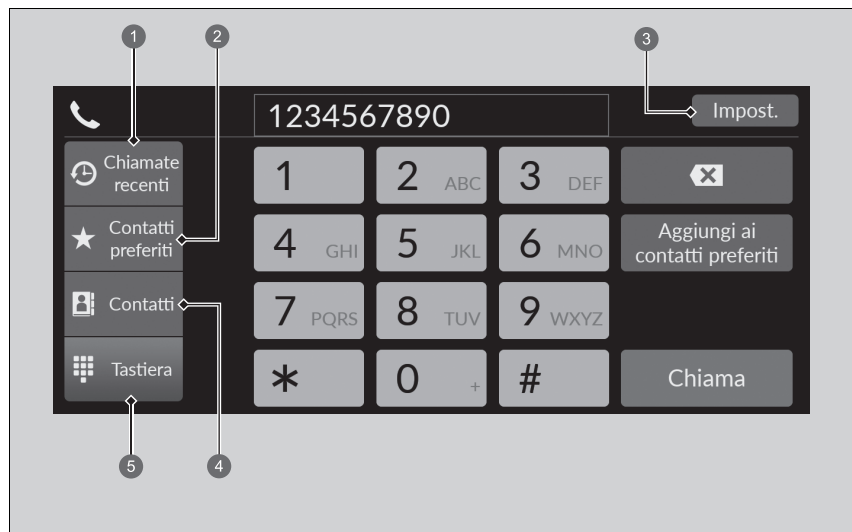 1
2
3
1234567890
Impost.
Chiamate
recenti
1
2 ABC
3 DEF
Contatti
preferiti
4 GHI
5 JKL
6 MNO
Aggiungi ai
contatti preferiti
Contatti
7 PQRS
8 TUV
9 WXYZ
Tastiera
*
0 +
#
Chiama
5
4